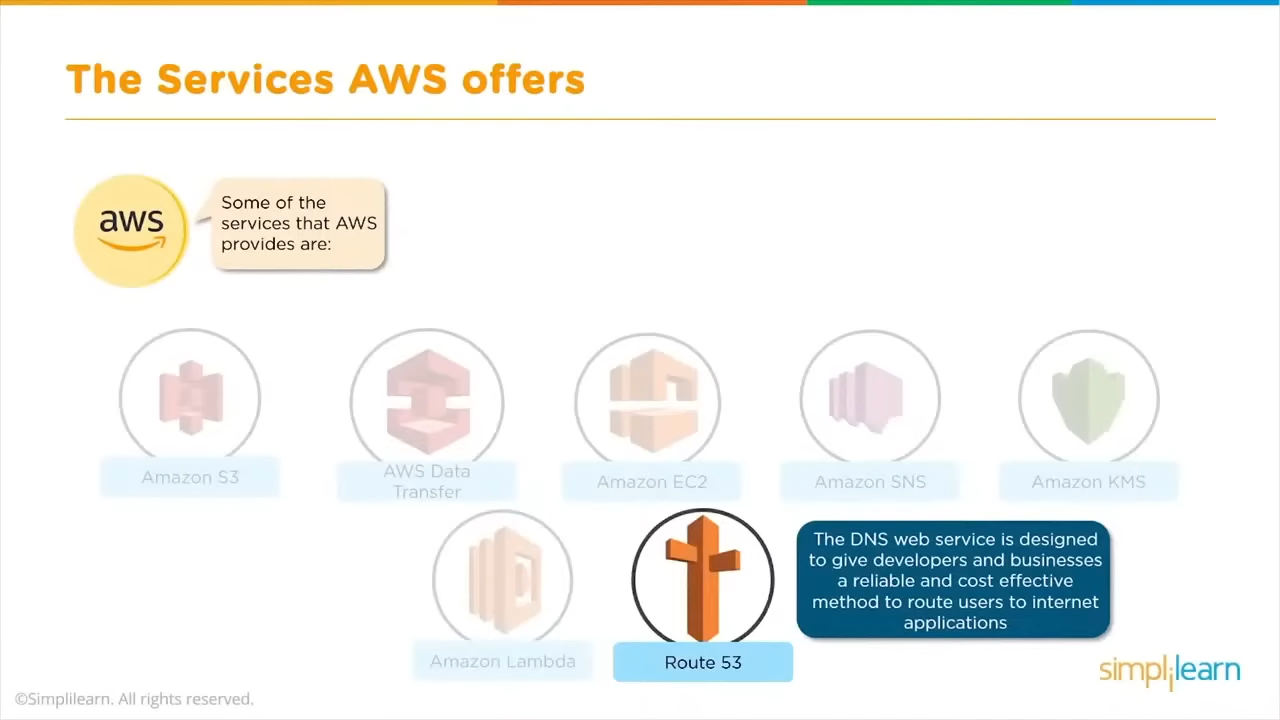 The Services AWS offers
aws
Some of the
services that AWS
provides are:
Amazon S3
AWS Data
Transfer
Amazon EC2
Amazon SNS
Amazon KMS
Amazon Lambda
Route 53
The DNS web service is designed
to give developers and businesses
a reliable and cost effective
method to route users to internet
applications
simplilearn
©Simplilearn. All rights reserved.